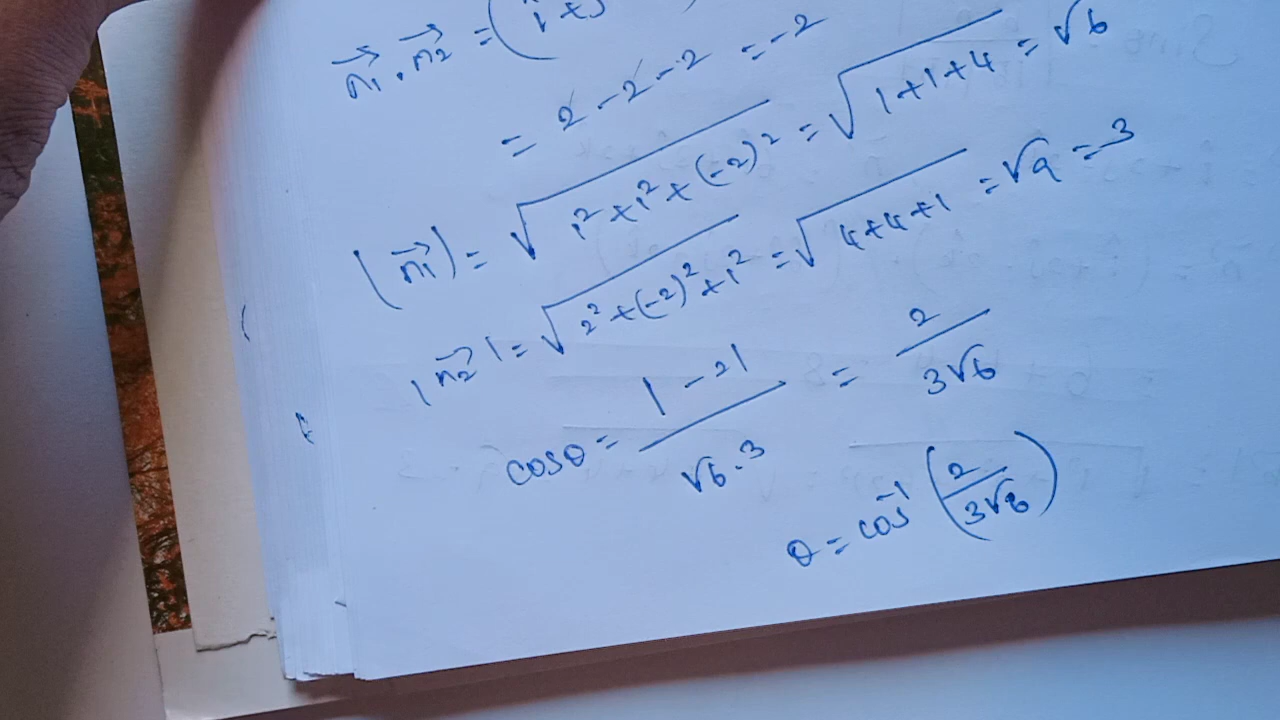 n₁⃗ . n₂⃗ = (î + ĵ
= 2 - 2 - 2 = -2
|n₁⃗| = √(1² + 1² + (-2)²) = √(1+1+4) = √6
|n₂⃗| = √(2² + (-2)² + 1²) = √(4+4+1) = √9 = 3
cosθ = |-2| / √6 . 3 = 2 / 3√6
θ = cos⁻¹ (2 / 3√6)